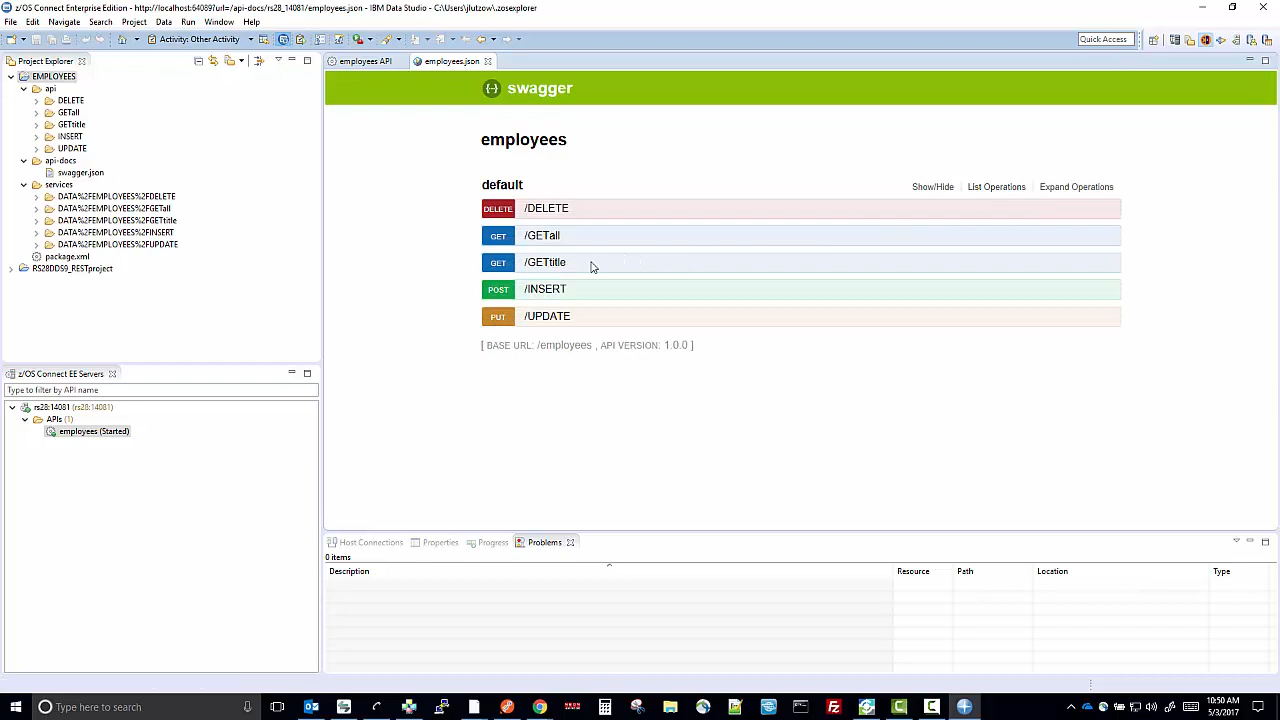 z/OS Connect Enterprise Edition - http://localhost:64089?url=/api-docs/rs28_14081/employees.json - IBM Data Studio - C:\Users\jlutzow\.zosexplorer
File Edit Navigate Search Project Data Run Window Help
Activity: Other Activity
Quick Access
Project Explorer
EMPLOYEES
api
DELETE
GETall
GETtitle
INSERT
UPDATE
api-docs
swagger.json
services
DATA%2FEMPLOYEES%2FDELETE
DATA%2FEMPLOYEES%2FGETall
DATA%2FEMPLOYEES%2FGETtitle
DATA%2FEMPLOYEES%2FINSERT
DATA%2FEMPLOYEES%2FUPDATE
package.xml
RS28DDS9_RESTproject
z/OS Connect EE Servers
Type to filter by API name
rs28:14081 (rs28:14081)
APIs (1)
employees (Started)
employees API
employees.json
swagger
employees
default
Show/Hide List Operations Expand Operations
DELETE /DELETE
GET /GETall
GET /GETtitle
POST /INSERT
PUT /UPDATE
[ BASE URL: /employees , API VERSION: 1.0.0 ]
Host Connections Properties Progress Problems
0 items
Description Resource Path Location Type
Type here to search
10:50 AM
5/3/2017